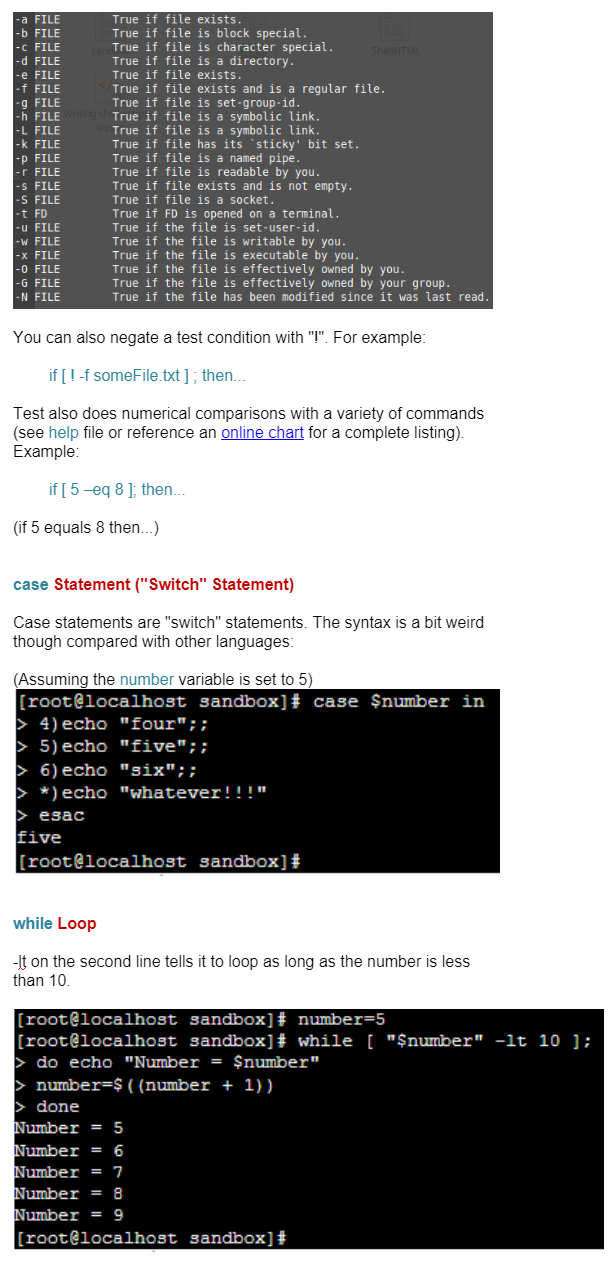 -a FILE True if file exists.
-b FILE True if file is block special.
-c FILE True if file is character special.
-d FILE True if file is a directory.
-e FILE True if file exists.
-f FILE True if file exists and is a regular file.
-g FILE True if file is set-group-id.
-h FILE True if file is a symbolic link.
-L FILE True if file is a symbolic link.
-k FILE True if file has its `sticky' bit set.
-p FILE True if file is a named pipe.
-r FILE True if file is readable by you.
-s FILE True if file exists and is not empty.
-S FILE True if file is a socket.
-t FD True if FD is opened on a terminal.
-u FILE True if the file is set-user-id.
-w FILE True if the file is writable by you.
-x FILE True if the file is executable by you.
-O FILE True if the file is effectively owned by you.
-G FILE True if the file is effectively owned by your group.
-N FILE True if the file has been modified since it was last read.
ShellHTML
You can also negate a test condition with "!". For example:
if [ ! -f someFile.txt ] ; then...
Test also does numerical comparisons with a variety of commands
(see help file or reference an online chart for a complete listing).
Example:
if [ 5 –eq 8 ]; then...
(if 5 equals 8 then...)
case Statement ("Switch" Statement)
Case statements are "switch" statements. The syntax is a bit weird
though compared with other languages:
(Assuming the number variable is set to 5)
[root@localhost sandbox]# case $number in
> 4)echo "four";;
> 5)echo "five";;
> 6)echo "six";;
> *)echo "whatever!!!"
> esac
five
[root@localhost sandbox]#
while Loop
-lt on the second line tells it to loop as long as the number is less
than 10.
[root@localhost sandbox]# number=5
[root@localhost sandbox]# while [ "$number" -lt 10 ];
> do echo "Number = $number"
> number=$((number + 1))
> done
Number = 5
Number = 6
Number = 7
Number = 8
Number = 9
[root@localhost sandbox]#